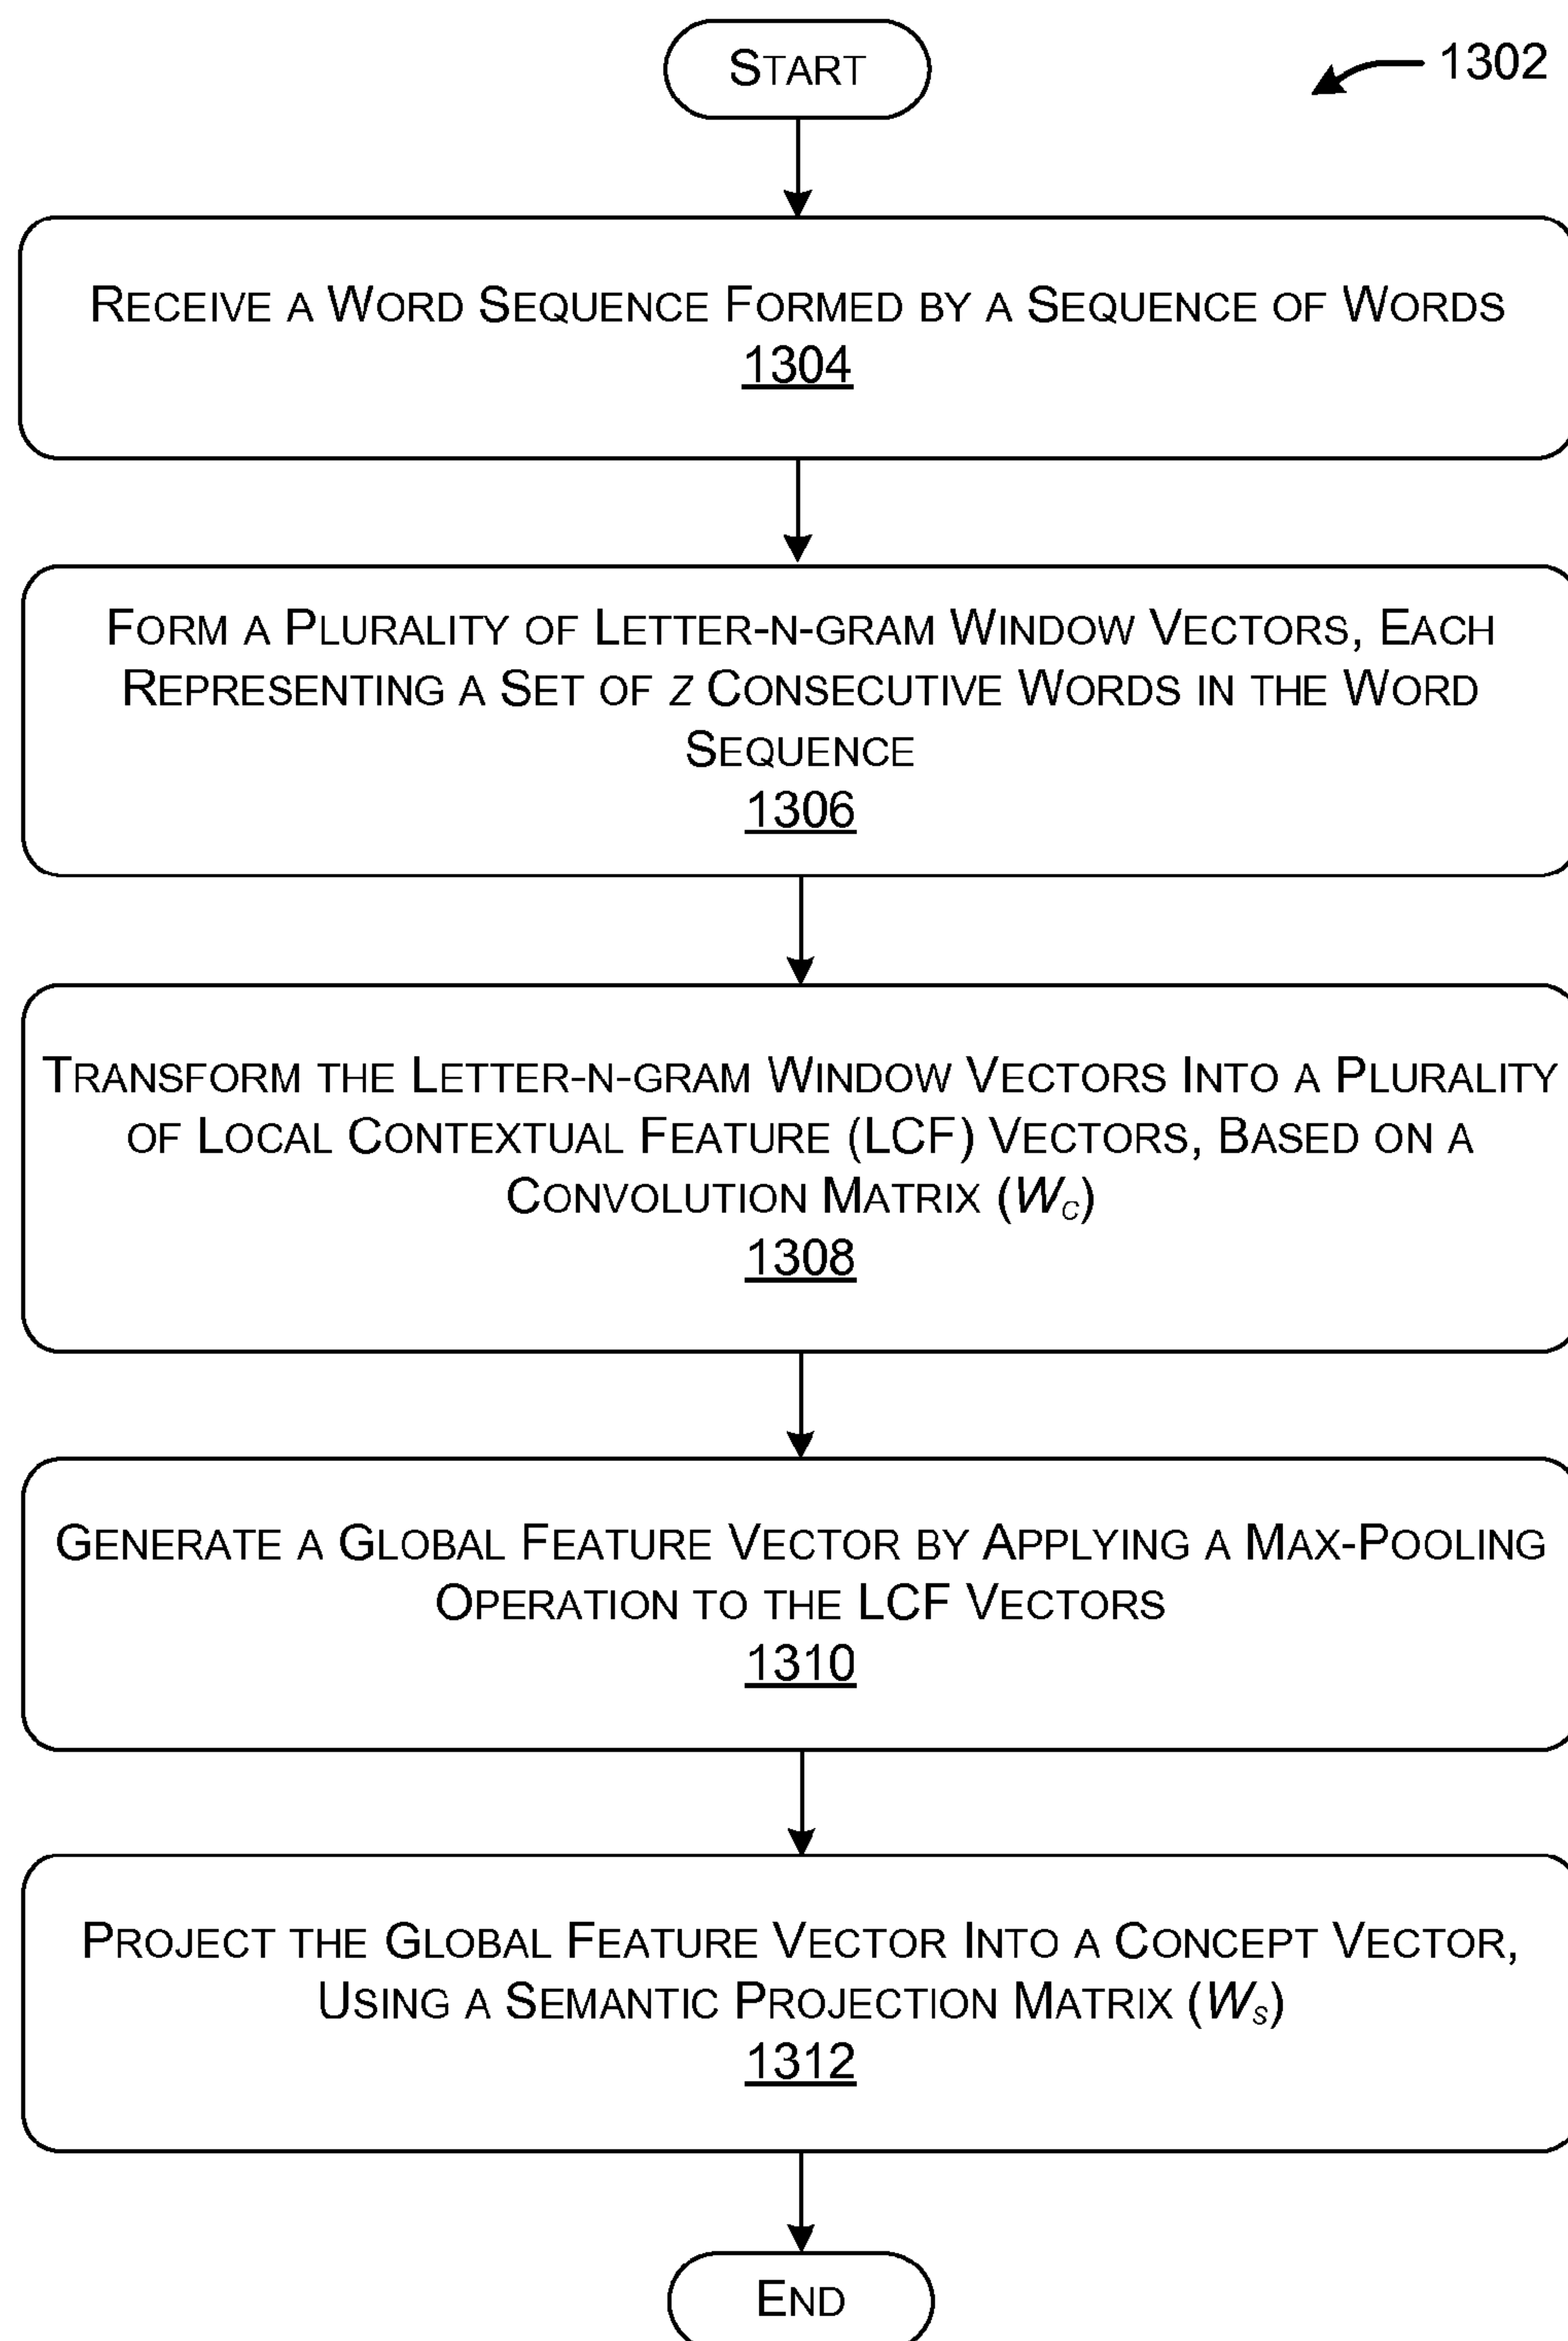 START
1302
RECEIVE A WORD SEQUENCE FORMED BY A SEQUENCE OF WORDS
1304
FORM A PLURALITY OF LETTER-N-GRAM WINDOW VECTORS, EACH
REPRESENTING A SET OF z CONSECUTIVE WORDS IN THE WORD
SEQUENCE
1306
TRANSFORM THE LETTER-N-GRAM WINDOW VECTORS INTO A PLURALITY
OF LOCAL CONTEXTUAL FEATURE (LCF) VECTORS, BASED ON A
CONVOLUTION MATRIX (Wc)
1308
GENERATE A GLOBAL FEATURE VECTOR BY APPLYING A MAX-POOLING
OPERATION TO THE LCF VECTORS
1310
PROJECT THE GLOBAL FEATURE VECTOR INTO A CONCEPT VECTOR,
USING A SEMANTIC PROJECTION MATRIX (Ws)
1312
END